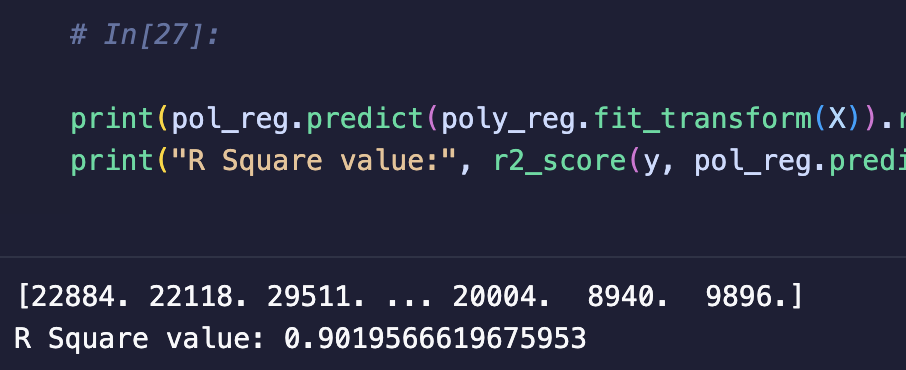 # In[27]:
print(pol_reg.predict(poly_reg.fit_transform(X)).r
print("R Square value:", r2_score(y, pol_reg.predi
[22884. 22118. 29511. ... 20004.  8940.  9896.]
R Square value: 0.9019566619675953